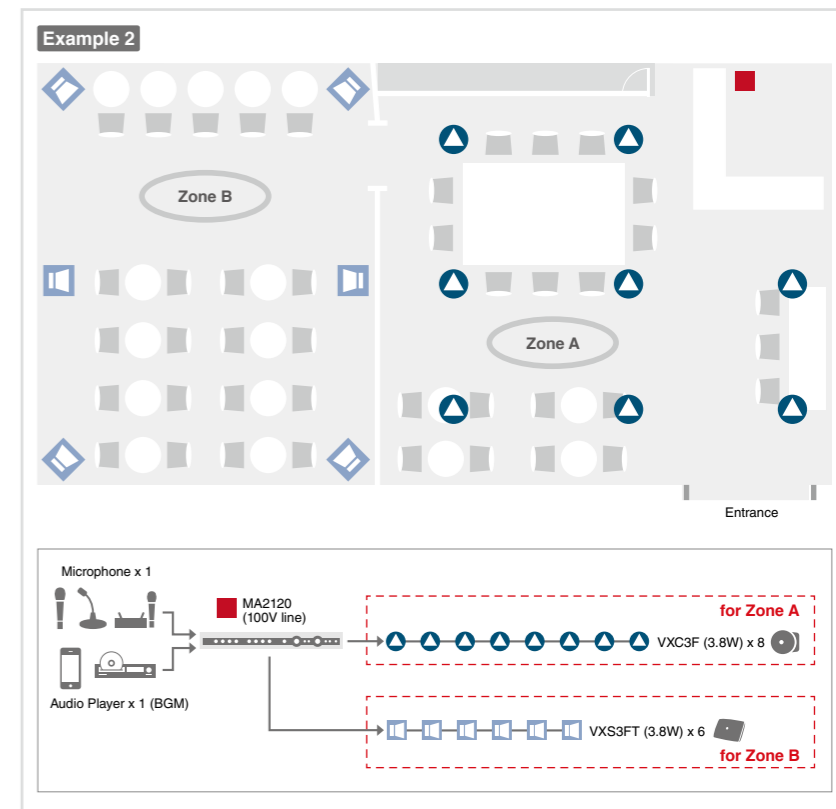 Example 2
Zone B
Zone A
Entrance
Microphone x 1
MA2120
(100V line)
Audio Player x 1 (BGM)
for Zone A
VXC3F (3.8W) x 8
VXS3FT (3.8W) x 6
for Zone B